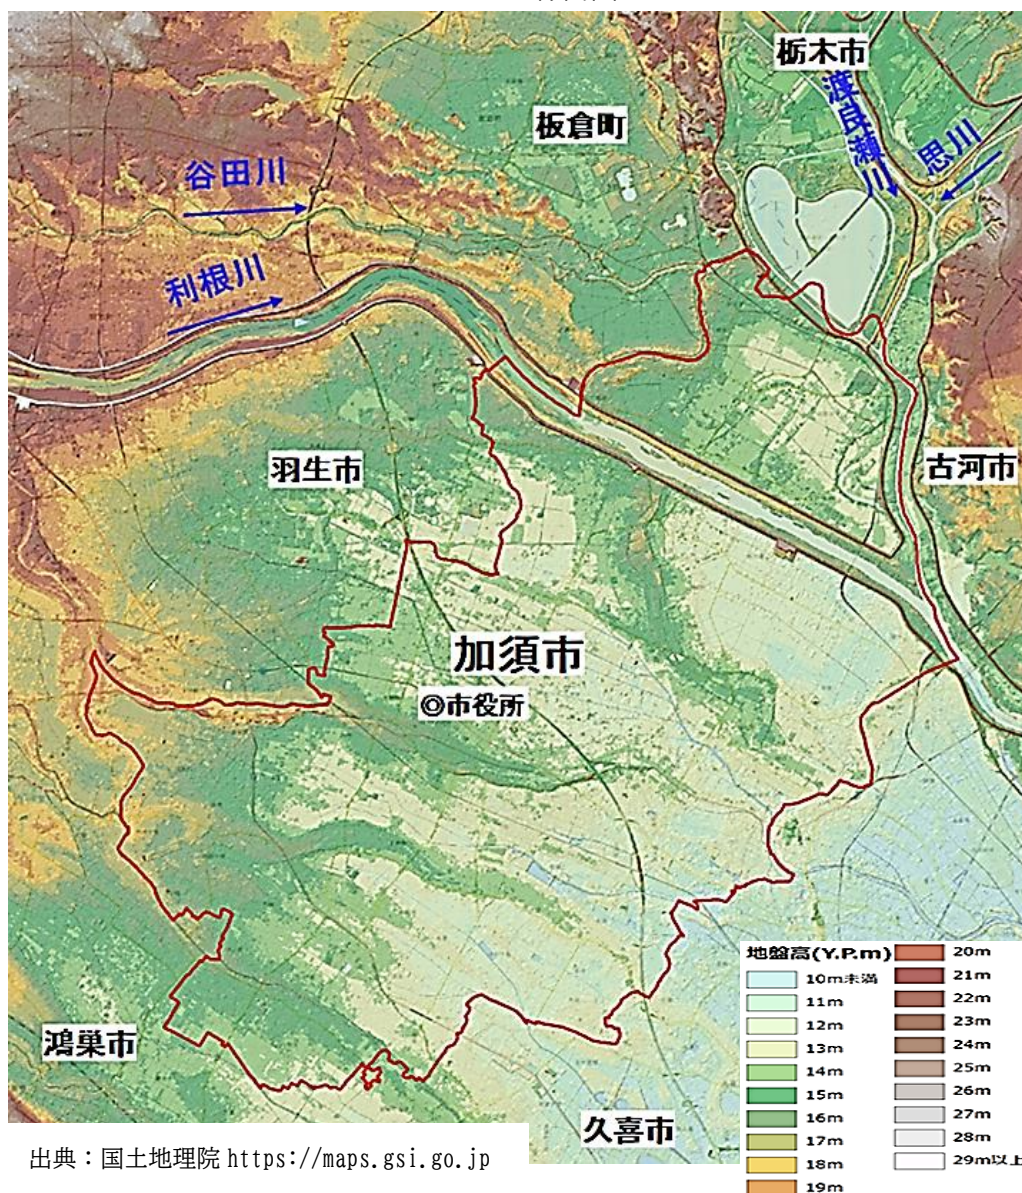 栃木市
渡良瀬川
思川
板倉町
谷田川
利根川
古河市
羽生市
加須市
◎市役所
鴻巣市
久喜市
地盤高(Y.P.m)
10m未満
11m
12m
13m
14m
15m
16m
17m
18m
19m
20m
21m
22m
23m
24m
25m
26m
27m
28m
29m以上
出典：国土地理院 https://maps.gsi.go.jp